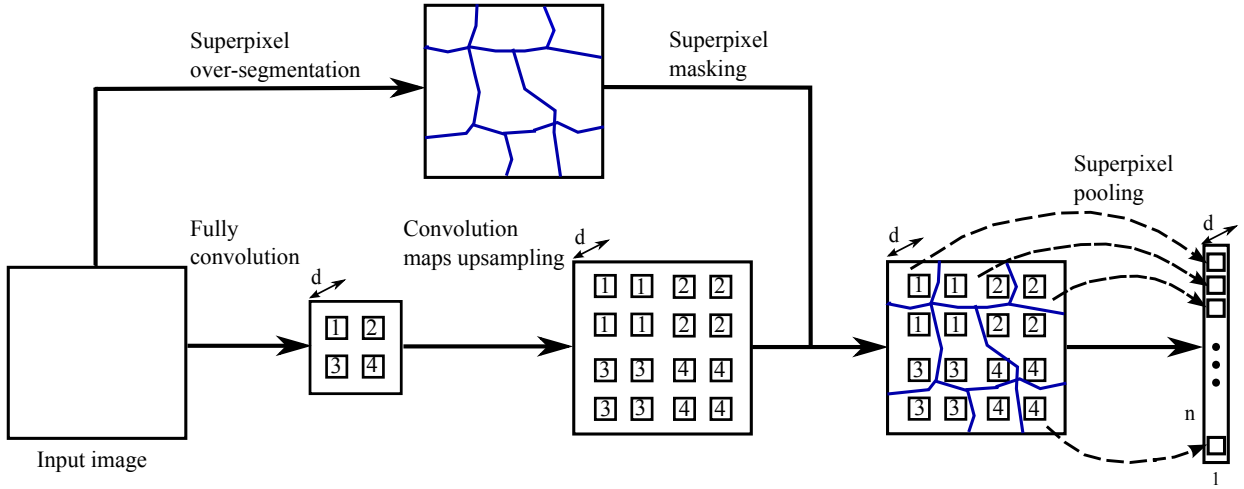 Superpixel
over-segmentation
Superpixel
masking
Superpixel
pooling
Fully
convolution
Convolution
maps upsampling
d
d
d
d
1 2
3 4
1 1 2 2
1 1 2 2
3 3 4 4
3 3 4 4
1 1 2 2
1 1 2 2
3 3 4 4
3 3 4 4
n
1
Input image